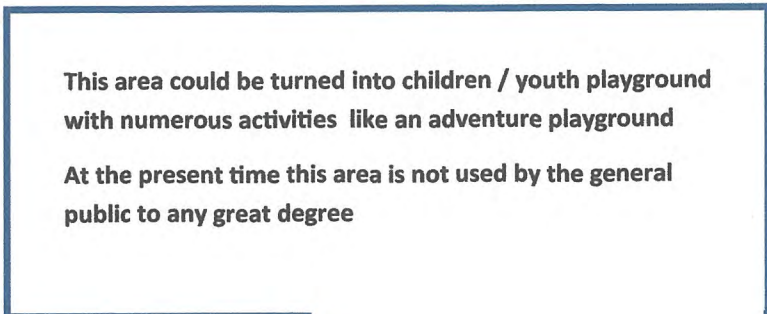 This area could be turned into children / youth playground
with numerous activities  like an adventure playground
At the present time this area is not used by the general
public to any great degree